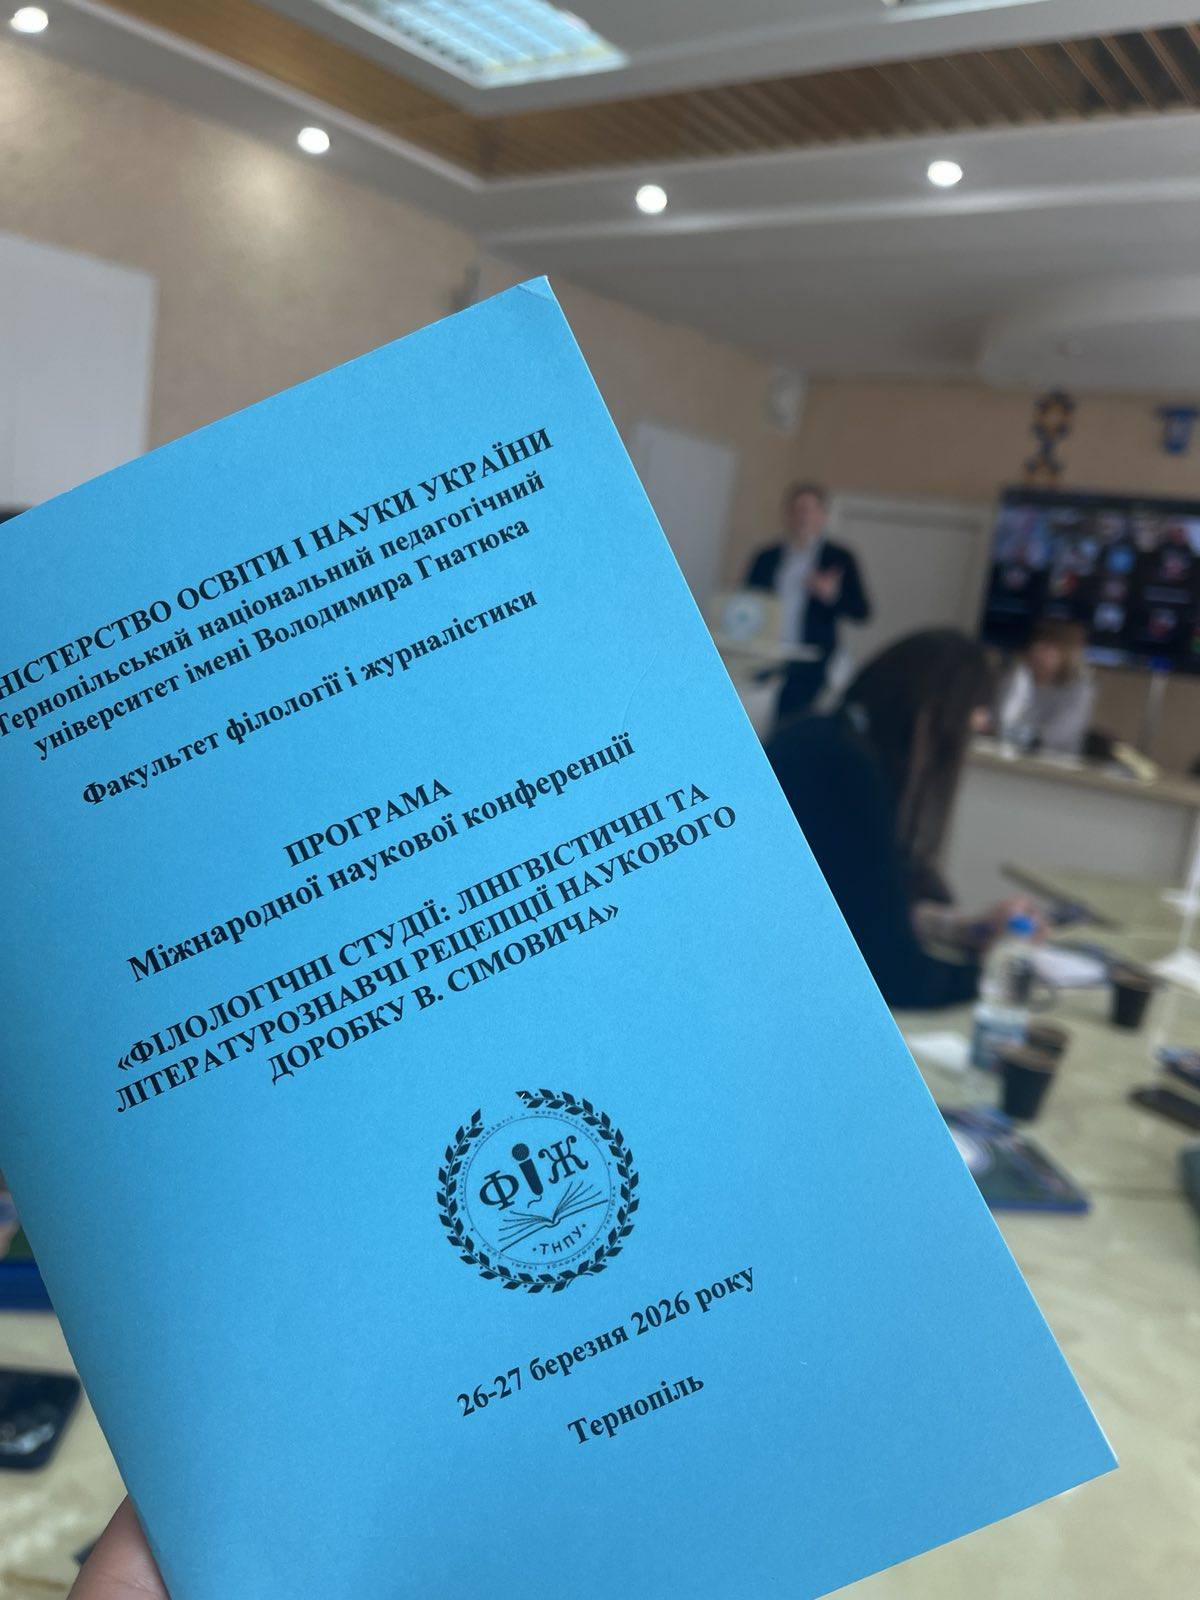 НІСТЕРСТВО ОСВІТИ І НАУКИ УКРАЇНИ
Тернопільський національний педагогічний
університет імені Володимира Гнатюка
Факультет філології і журналістики
ПРОГРАМА
Міжнародної наукової конференції
«ФІЛОЛОГІЧНІ СТУДІЇ: ЛІНГВІСТИЧНІ ТА
ЛІТЕРАТУРОЗНАВЧІ РЕЦЕПЦІЇ НАУКОВОГО
ДОРОБКУ В. СІМОВИЧА»
ФІЖ
·ТНПУ·
26-27 березня 2026 року
Тернопіль